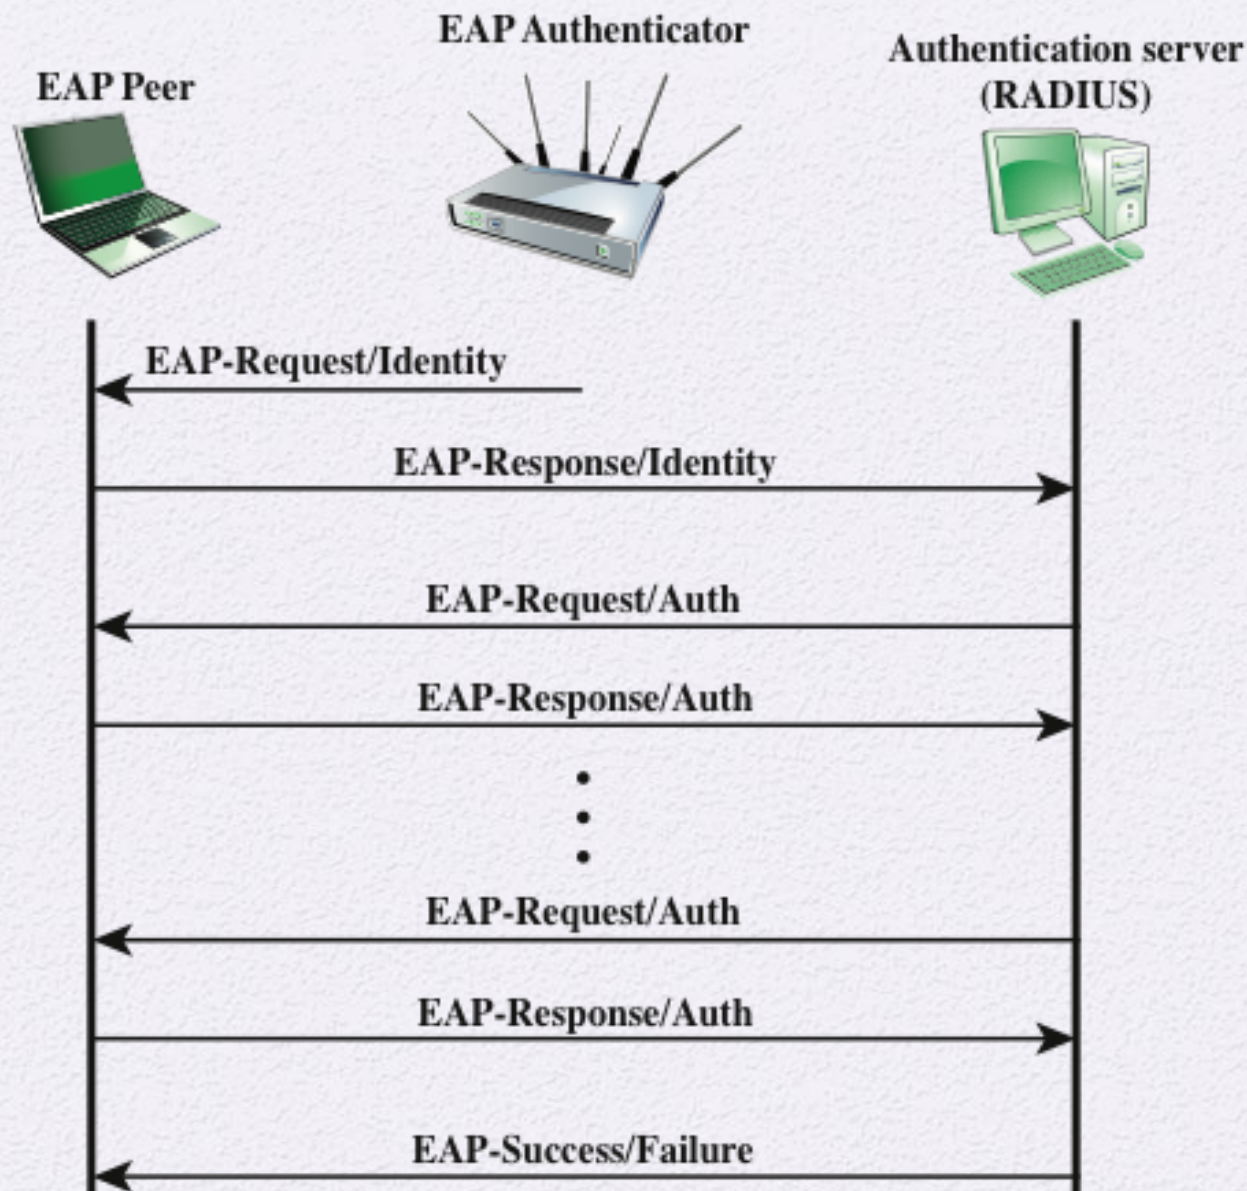 EAP Peer
EAP Authenticator
Authentication server
(RADIUS)
EAP-Request/Identity
EAP-Response/Identity
EAP-Request/Auth
EAP-Response/Auth
EAP-Request/Auth
EAP-Response/Auth
EAP-Success/Failure